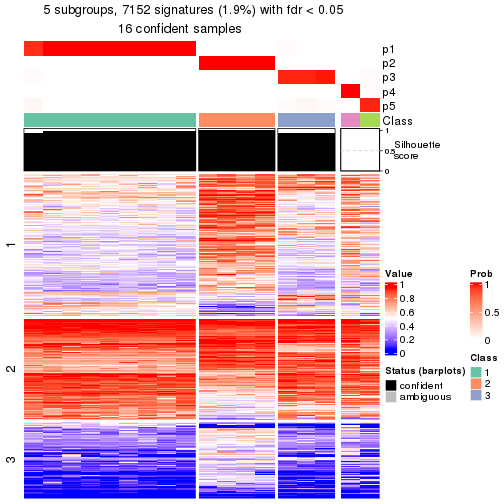 5 subgroups, 7152 signatures (1.9%) with fdr < 0.05
16 confident samples
p1
p2
p3
p4
p5
Class
1
0.5
0
Silhouette
score
1
2
3
Value
1
0.8
0.6
0.4
0.2
0
Prob
1
0.5
0
Status (barplots)
confident
ambiguous
Class
1
2
3